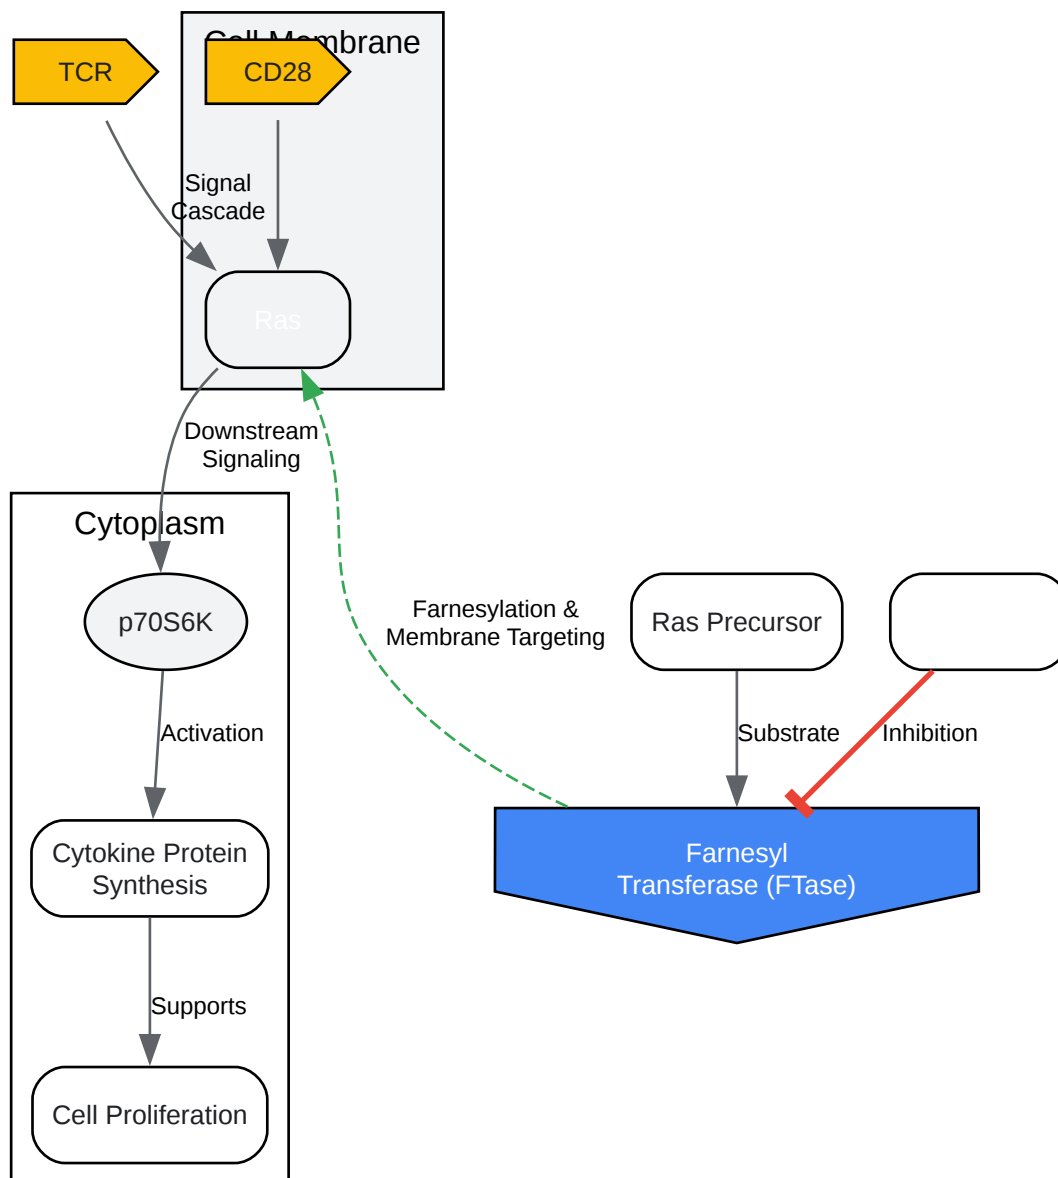 Cell Membrane
TCR
CD28
Signal
Cascade
Ras
Downstream
Signaling
Cytoplasm
p70S6K
Farnesylation &
Membrane Targeting
Ras Precursor
Activation
Substrate
Inhibition
Cytokine Protein
Synthesis
Farnesyl
Transferase (FTase)
Supports
Cell Proliferation